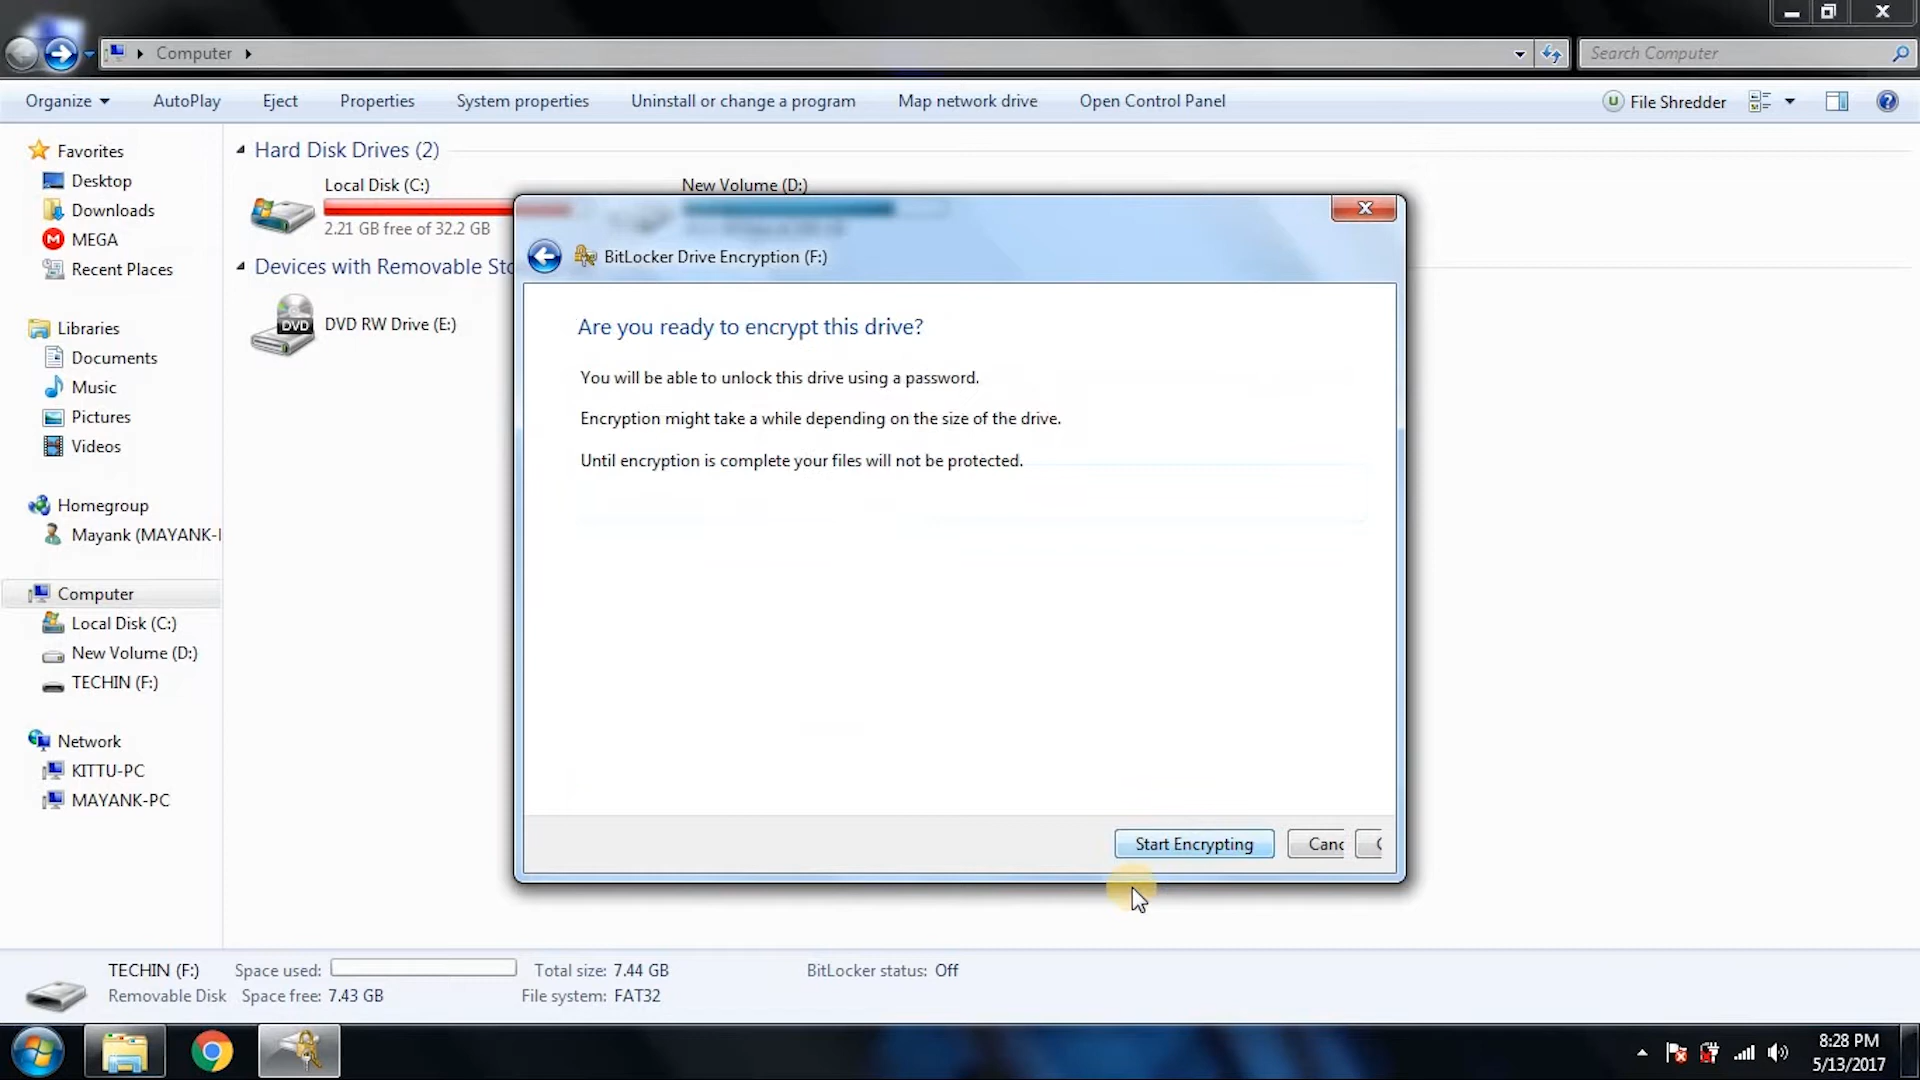 Computer
Search Computer
Organize
AutoPlay
Eject
Properties
System properties
Uninstall or change a program
Map network drive
Open Control Panel
File Shredder
Favorites
Desktop
Downloads
MEGA
Recent Places
Libraries
Documents
Music
Pictures
Videos
Homegroup
Mayank (MAYANK-
Computer
Local Disk (C:)
New Volume (D:)
TECHIN (F:)
Network
KITTU-PC
MAYANK-PC
Hard Disk Drives (2)
Local Disk (C:)
2.21 GB free of 32.2 GB
New Volume (D:)
Devices with Removable Sto
DVD
DVD RW Drive (E:)
BitLocker Drive Encryption (F:)
Are you ready to encrypt this drive?
You will be able to unlock this drive using a password.
Encryption might take a while depending on the size of the drive.
Until encryption is complete your files will not be protected.
Start Encrypting
Canc
TECHIN (F:)
Removable Disk
Space used:
Space free: 7.43 GB
Total size: 7.44 GB
File system: FAT32
BitLocker status: Off
8:28 PM
5/13/2017